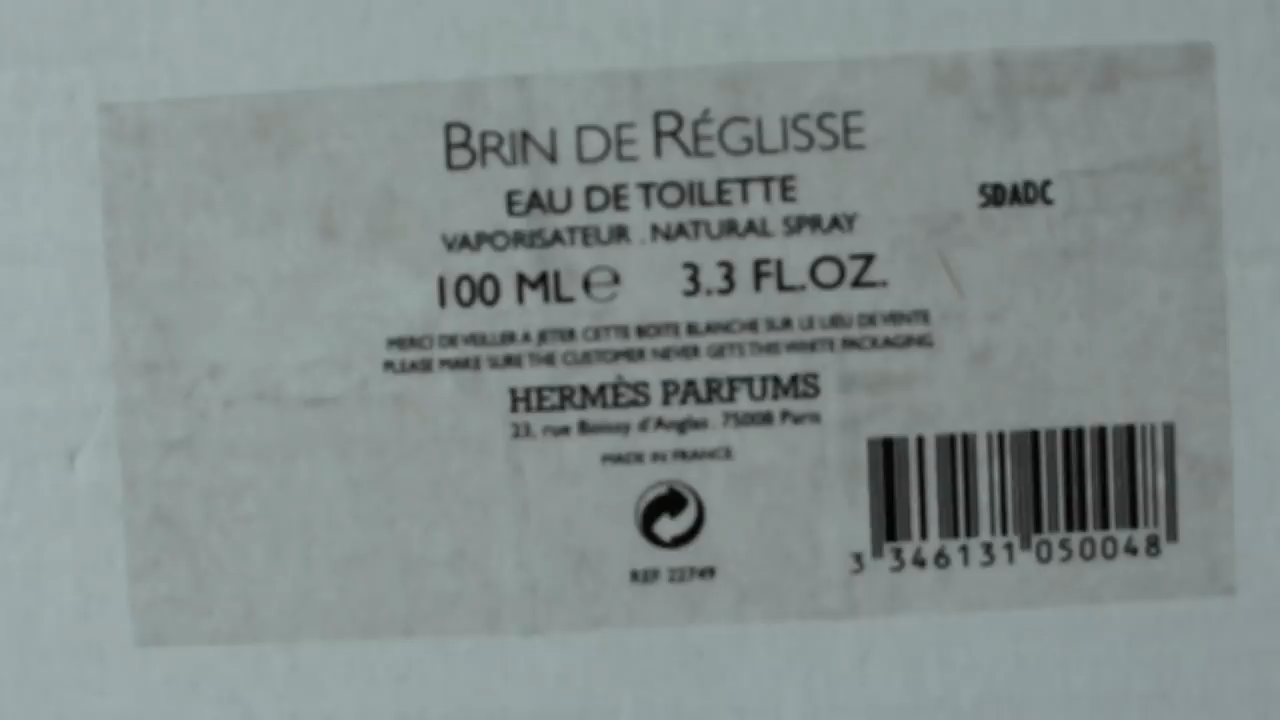 BRIN DE RÉGLISSE
EAU DE TOILETTE
5DADC
VAPORISATEUR . NATURAL SPRAY
100 ML e 3.3 FL.OZ.
MERCI DE VEILLER A JETER CETTE BOITE BLANCHE SUR LE LIEU DE VENTE
PLEASE MAKE SURE THE CUSTOMER NEVER GETS THIS WHITE PACKAGING
HERMÈS PARFUMS
23, rue Boissy d'Anglas . 75008 Paris
MADE IN FRANCE
REF 22749
3 346131 050048